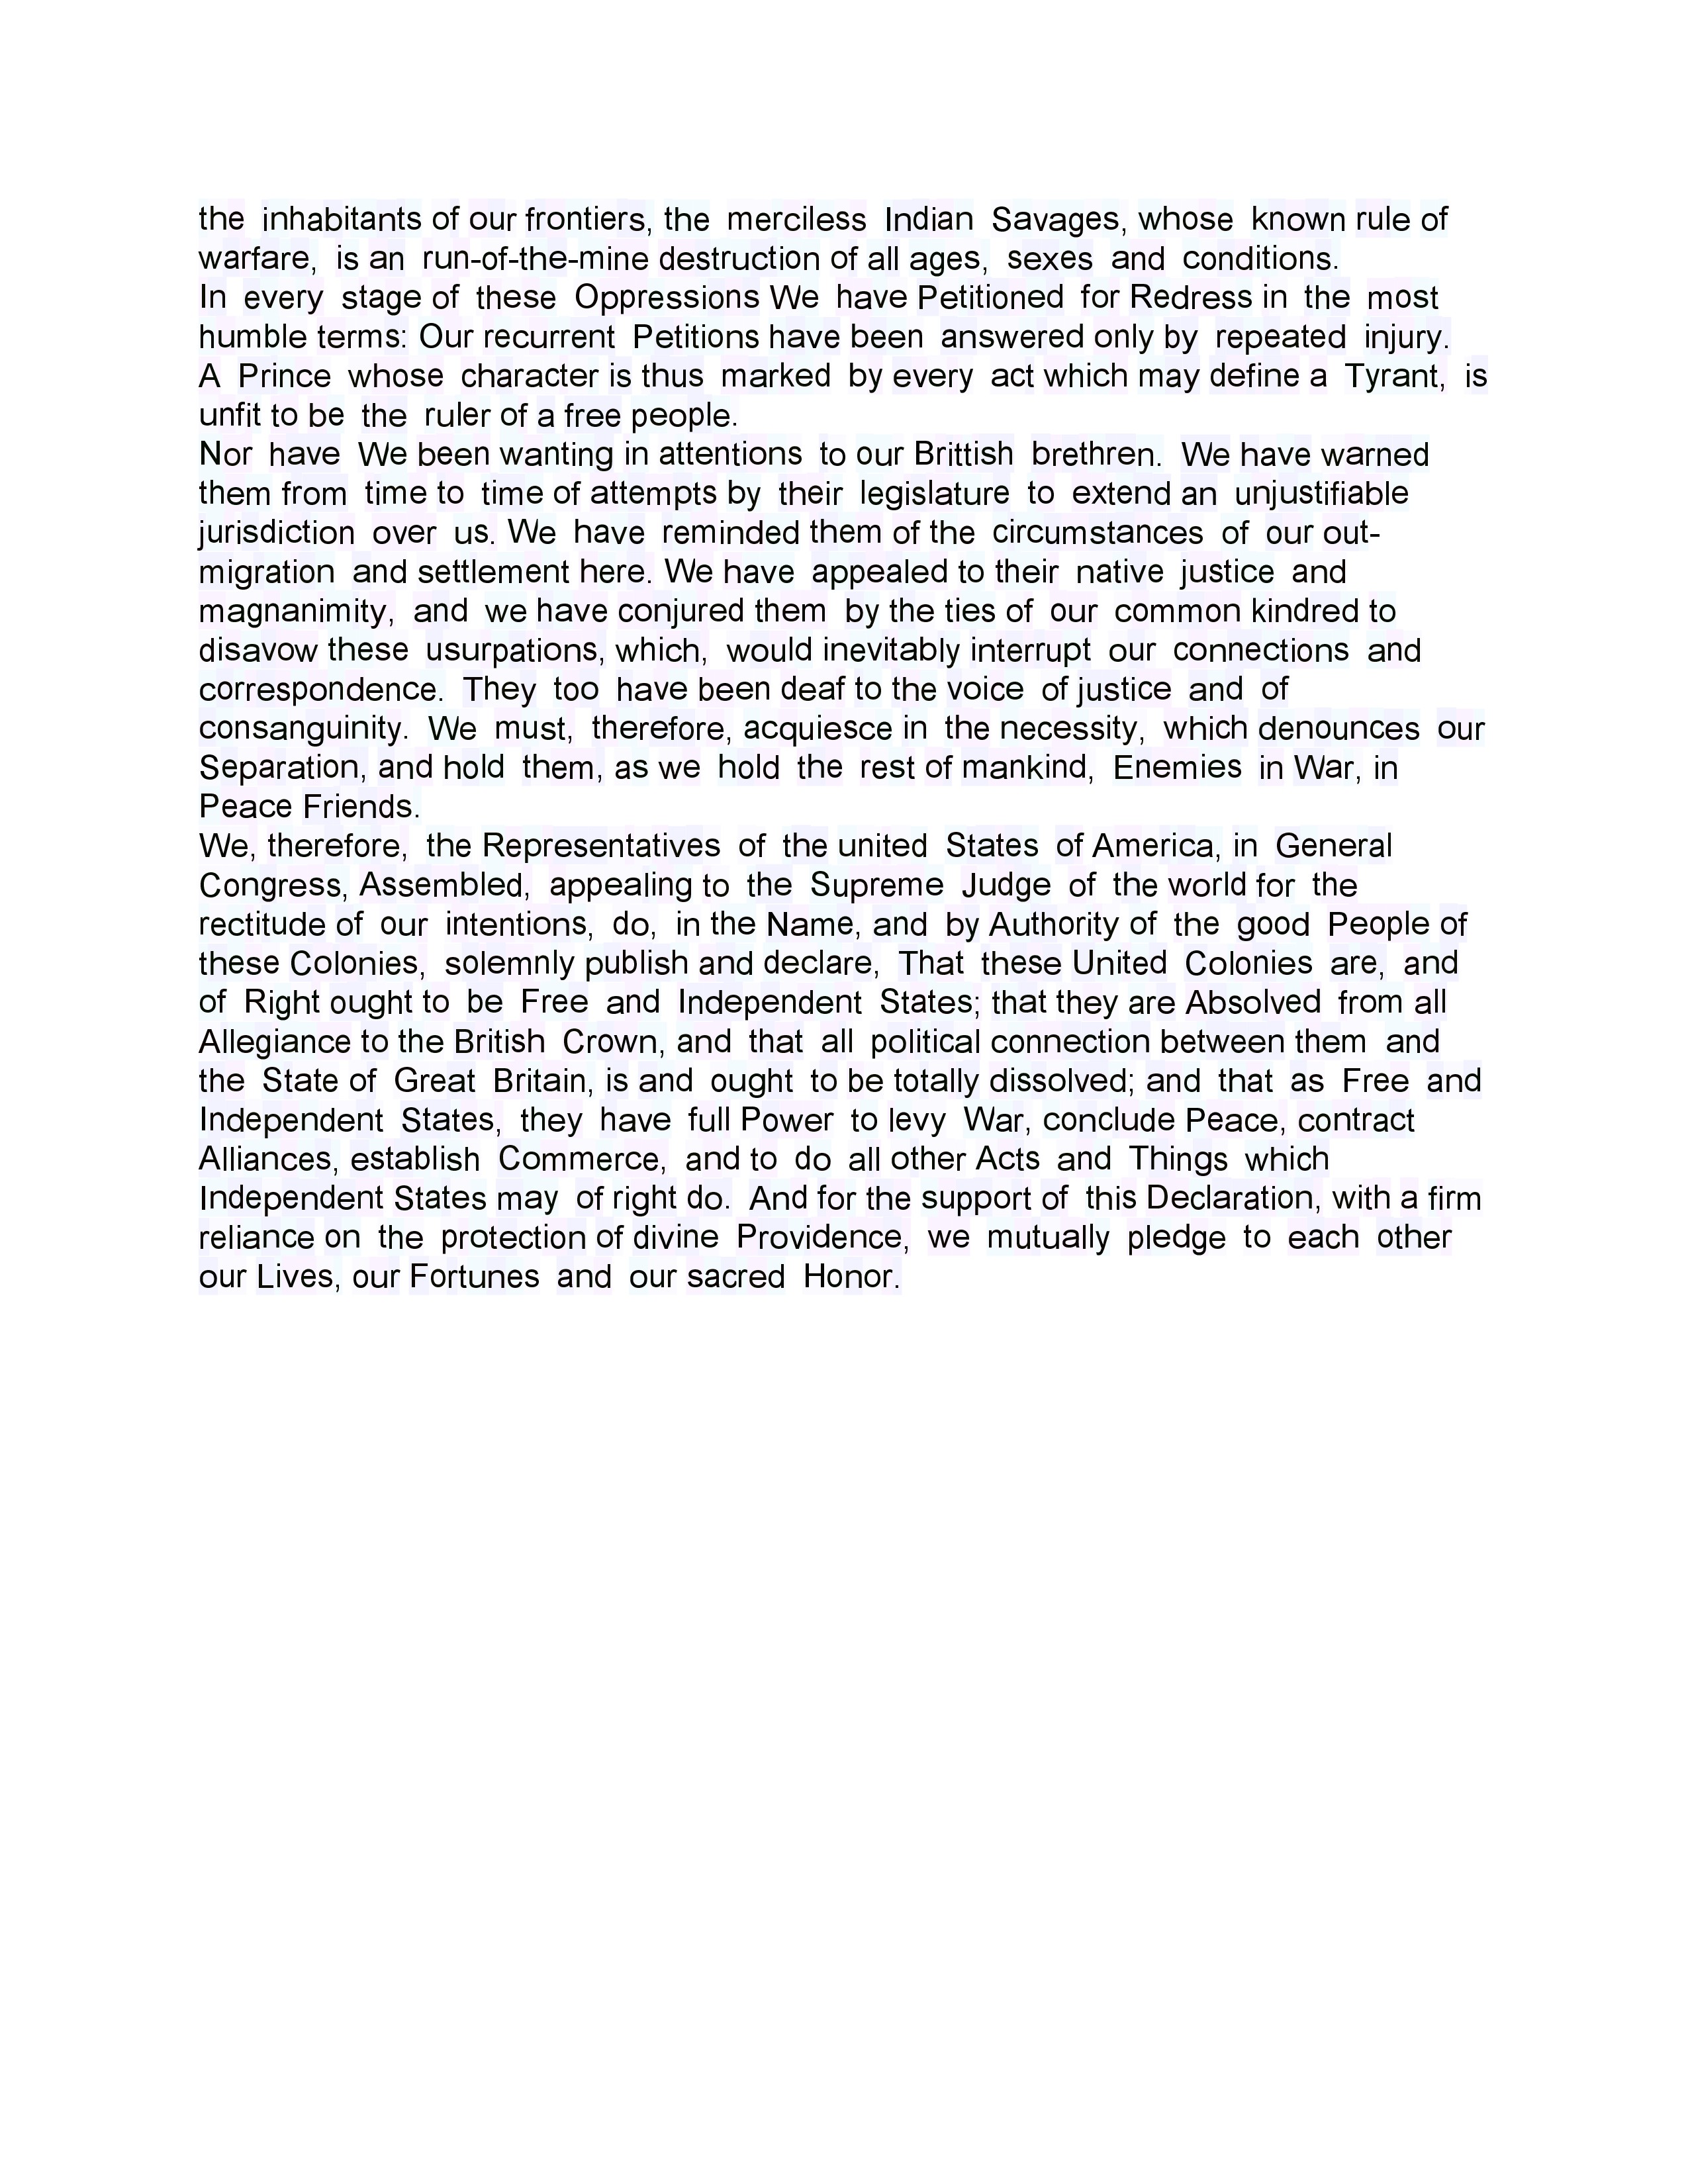 the inhabitants of our frontiers, the merciless Indian Savages, whose known rule of
warfare, is an run-of-the-mine destruction of all ages, sexes and conditions.
In every stage of these Oppressions We have Petitioned for Redress in the most
humble terms: Our recurrent Petitions have been answered only by repeated injury.
A Prince whose character is thus marked by every act which may define a Tyrant, is
unfit to be the ruler of a free people.
Nor have We been wanting in attentions to our Brittish brethren. We have warned
them from time to time of attempts by their legislature to extend an unjustifiable
jurisdiction over us. We have reminded them of the circumstances of our out-
migration and settlement here. We have appealed to their native justice and
magnanimity, and we have conjured them by the ties of our common kindred to
disavow these usurpations, which, would inevitably interrupt our connections and
correspondence. They too have been deaf to the voice of justice and of
consanguinity. We must, therefore, acquiesce in the necessity, which denounces our
Separation, and hold them, as we hold the rest of mankind, Enemies in War, in
Peace Friends.
We, therefore, the Representatives of the united States of America, in General
Congress, Assembled, appealing to the Supreme Judge of the world for the
rectitude of our intentions, do, in the Name, and by Authority of the good People of
these Colonies, solemnly publish and declare, That these United Colonies are, and
of Right ought to be Free and Independent States; that they are Absolved from all
Allegiance to the British Crown, and that all political connection between them and
the State of Great Britain, is and ought to be totally dissolved; and that as Free and
Independent States, they have full Power to levy War, conclude Peace, contract
Alliances, establish Commerce, and to do all other Acts and Things which
Independent States may of right do. And for the support of this Declaration, with a firm
reliance on the protection of divine Providence, we mutually pledge to each other
our Lives, our Fortunes and our sacred Honor.